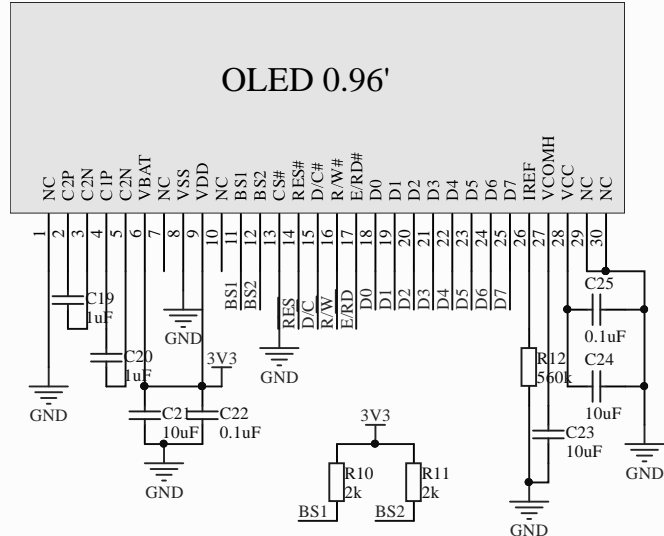 OLED 0.96'
NC
C2P
C2N
C1P
C2N
VBAT
NC
VSS
VDD
NC
BS1
BS2
CS#
RES#
D/C#
R/W#
E/RD#
D0
D1
D2
D3
D4
D5
D6
D7
IREF
VCOMH
VCC
NC
NC
1
2
3
4
5
6
7
8
9
10
11
12
13
14
15
16
17
18
19
20
21
22
23
24
25
26
27
28
29
30
BS1
BS2
RES
D/C
R/W
E/RD
D0
D1
D2
D3
D4
D5
D6
D7
C19
1uF
C25
0.1uF
GND
C20
1uF
3V3
GND
R12
560k
C24
10uF
GND
C21
10uF
C22
0.1uF
3V3
C23
10uF
GND
GND
R10
2k
R11
2k
BS1
BS2
GND